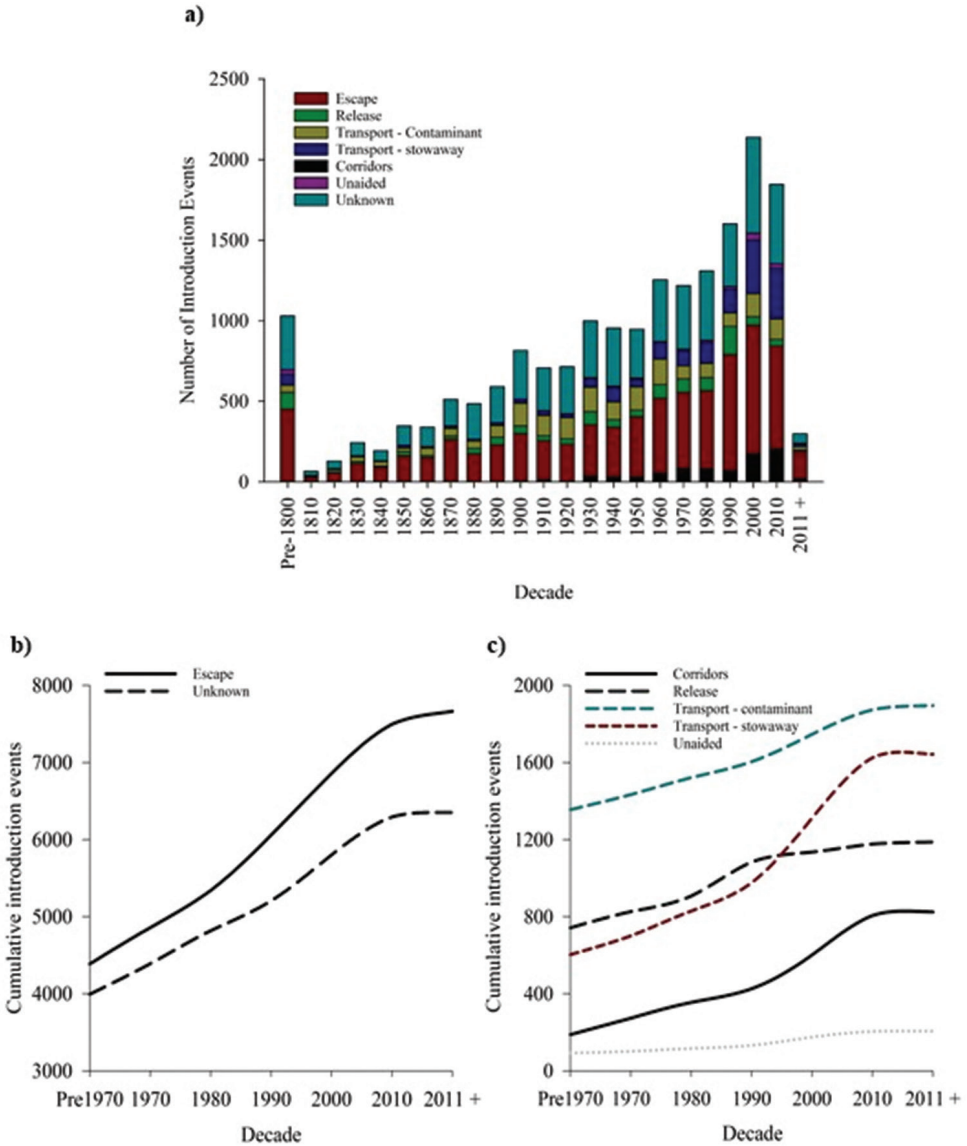 a)
Number of Introduction Events
2500
2000
1500
1000
500
0
Escape
Release
Transport - Contaminant
Transport - stowaway
Corridors
Unaided
Unknown
Pre-1800
1810
1820
1830
1840
1850
1860
1870
1880
1890
1900
1910
1920
1930
1940
1950
1960
1970
1980
1990
2000
2010
2011 +
Decade
b)
Escape
Unknown
Cumulative introduction events
8000
7000
6000
5000
4000
3000
Pre1970 1970 1980 1990 2000 2010 2011 +
Decade
c)
Corridors
Release
Transport - contaminant
Transport - stowaway
Unaided
Cumulative introduction events
2000
1600
1200
800
400
0
Pre1970 1970 1980 1990 2000 2010 2011 +
Decade